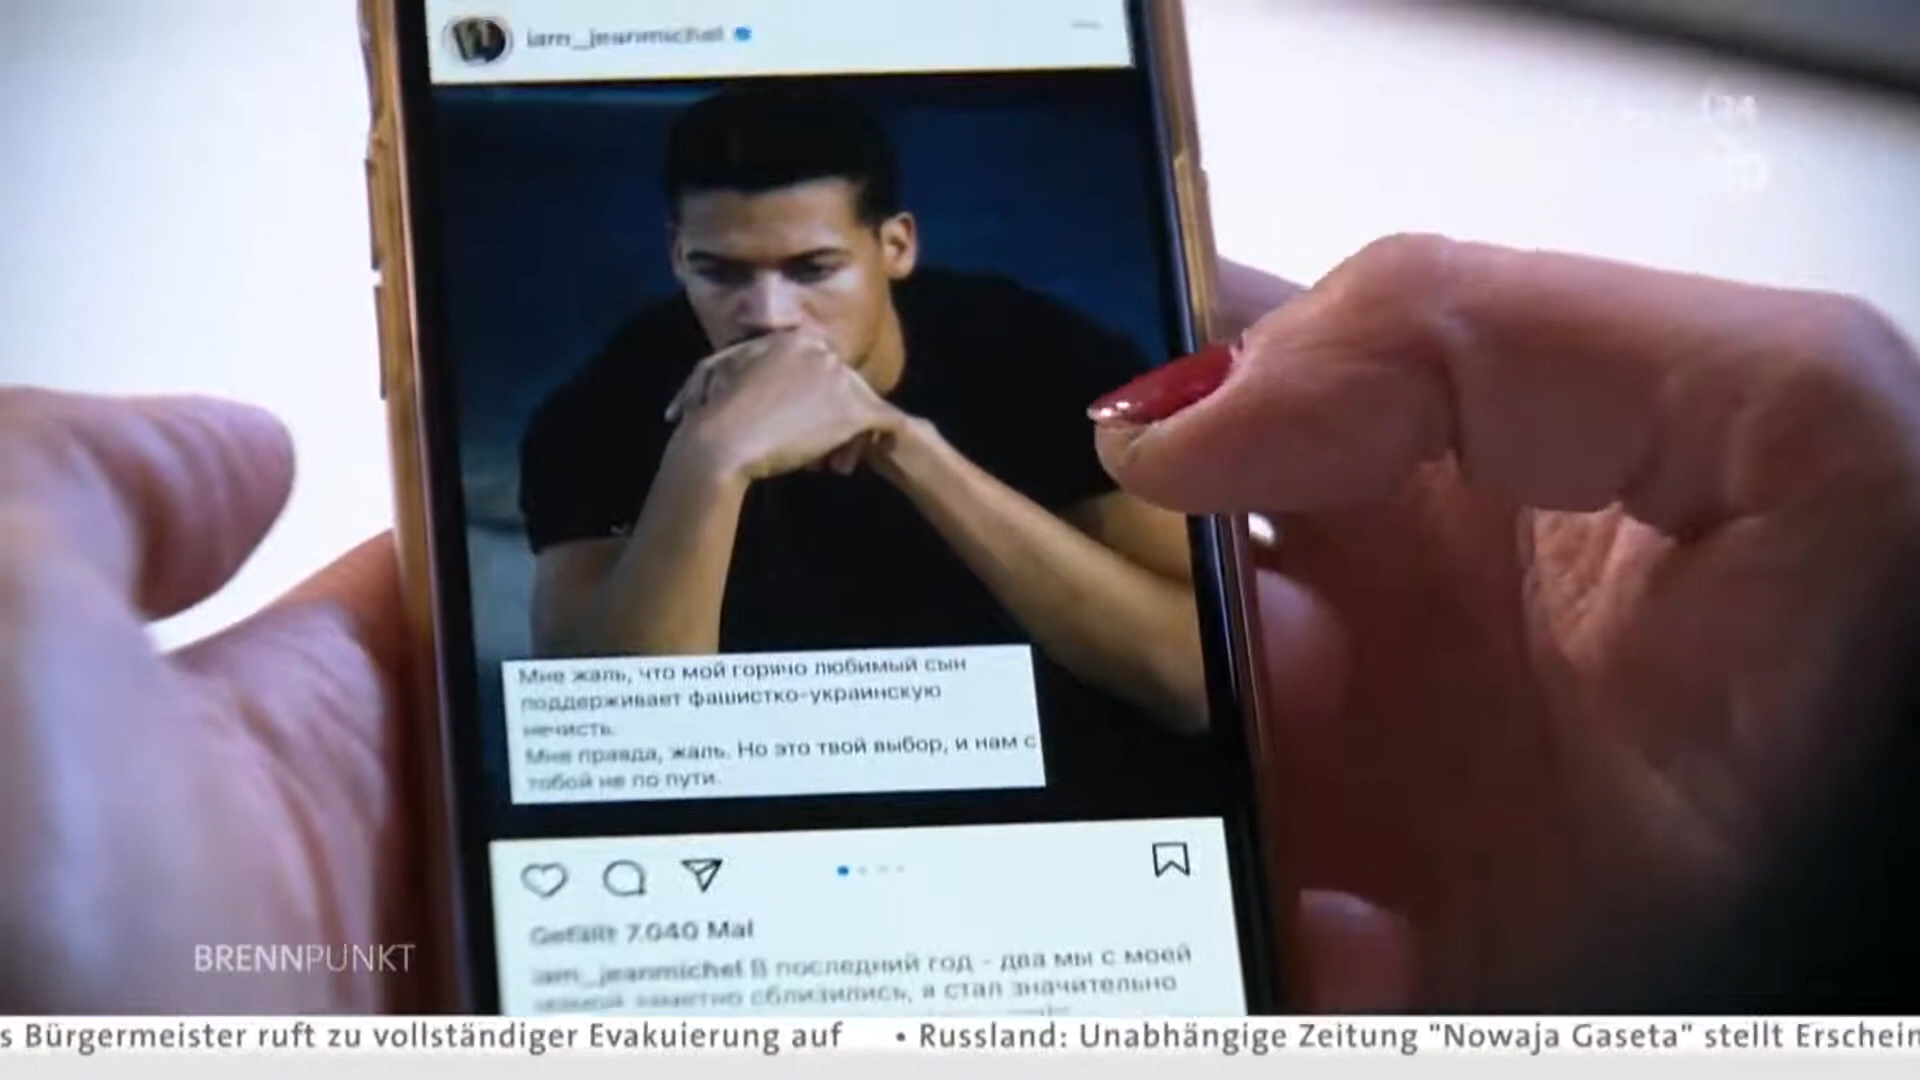 iam_jeanmichel
Мне жаль, что мой горячо любимый сын
поддерживает фашистко-украинскую
нечисть.
Мне правда, жаль. Но это твой выбор, и нам с
тобой не по пути.
Gefällt 7.040 Mal
iam_jeanmichel В последний год - два мы с моей
мамой заметно сблизились, я стал значительно
BRENNPUNKT
s Bürgermeister ruft zu vollständiger Evakuierung auf • Russland: Unabhängige Zeitung "Nowaja Gaseta" stellt Erschein